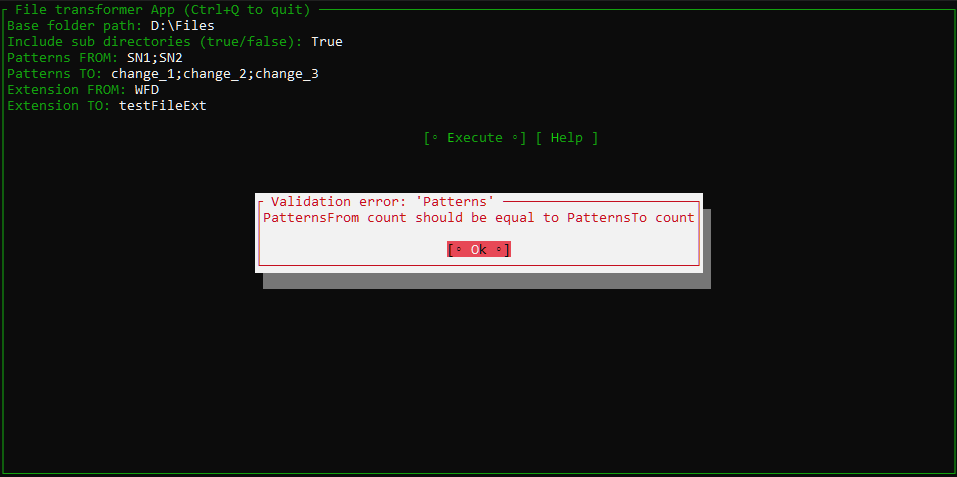 File transformer App (Ctrl+Q to quit)
Base folder path: D:\Files
Include sub directories (true/false): True
Patterns FROM: SN1;SN2
Patterns TO: change_1;change_2;change_3
Extension FROM: WFD
Extension TO: testFileExt
[◦ Execute ◦] [ Help ]
Validation error: 'Patterns'
PatternsFrom count should be equal to PatternsTo count
[◦ Ok ◦]